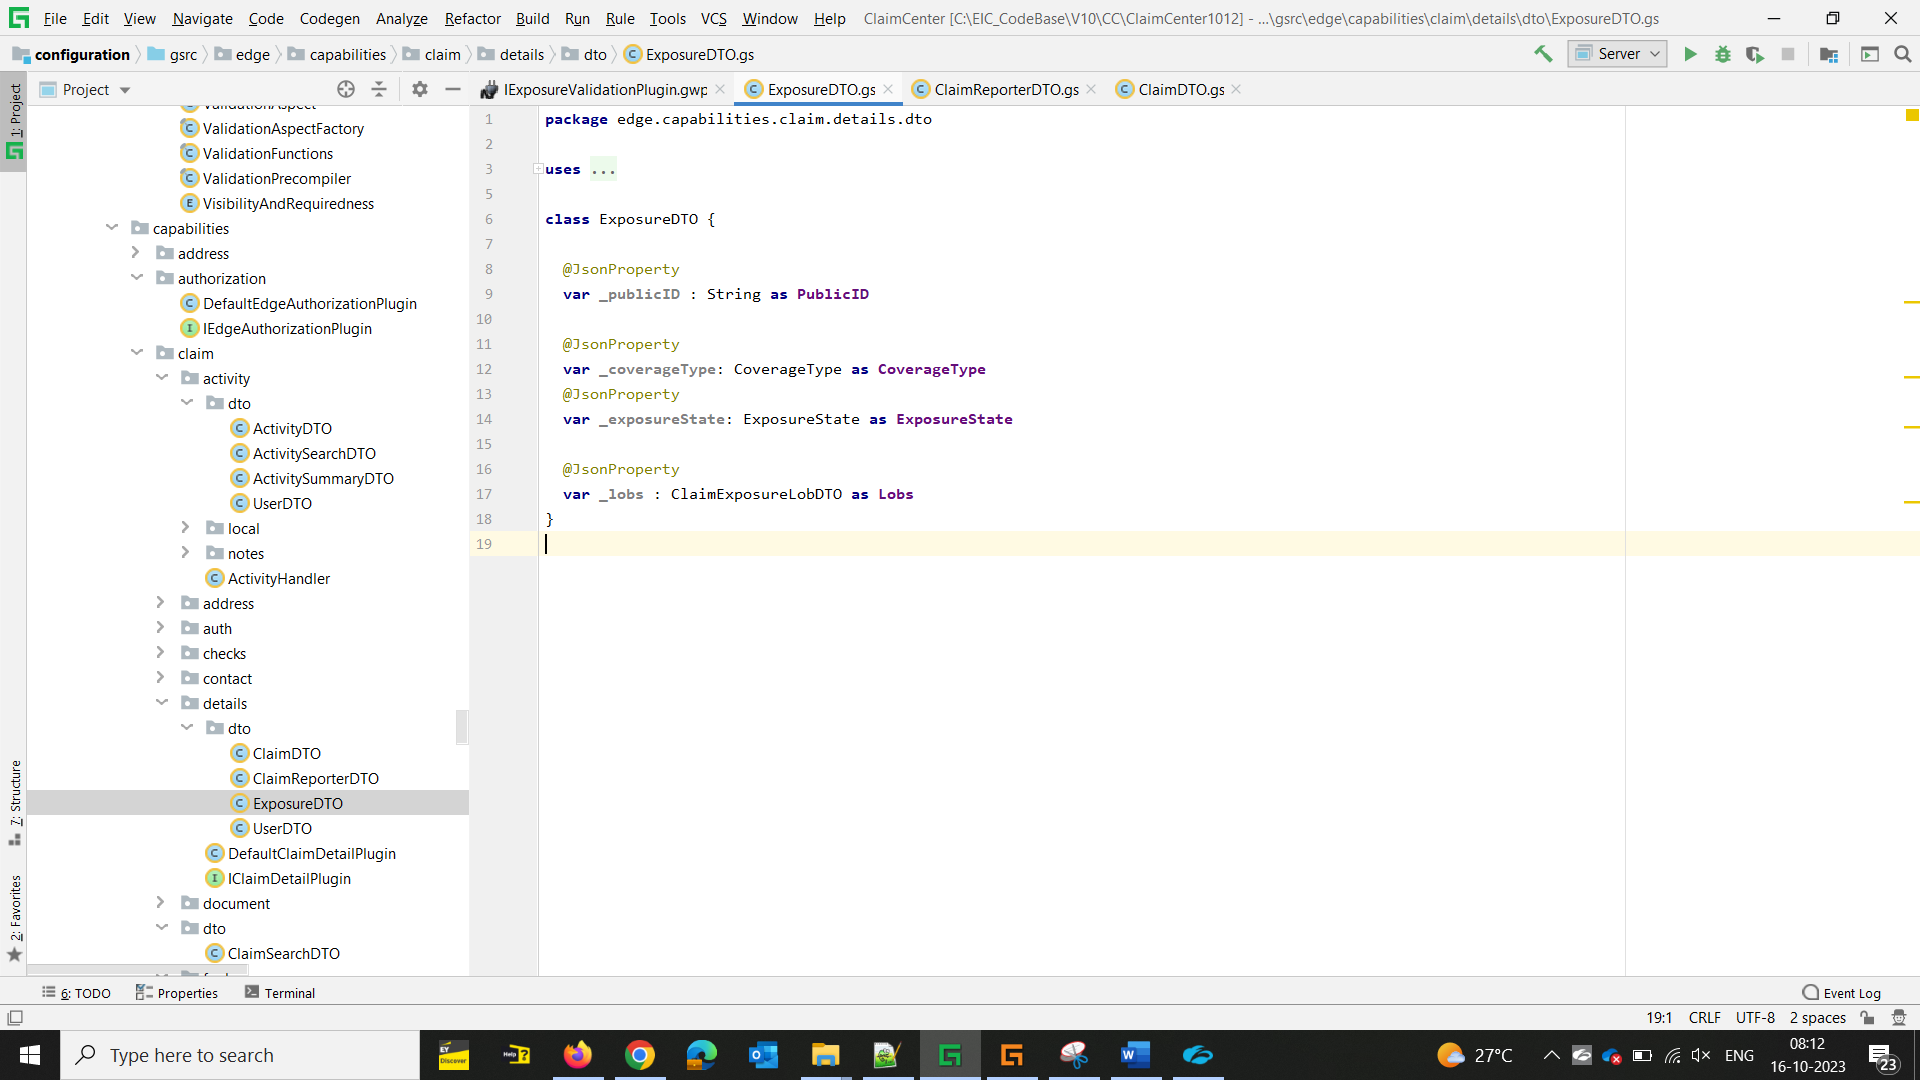 File Edit View Navigate Code Codegen Analyze Refactor Build Run Rule Tools VCS Window Help ClaimCenter [C:\EIC_CodeBase\V10\CC\ClaimCenter1012] - ...\gsrc\edge\capabilities\claim\details\dto\ExposureDTO.gs
configuration gsrc edge capabilities claim details dto ExposureDTO.gs Server
1: Project
Project
IExposureValidationPlugin.gwp ExposureDTO.gs ClaimReporterDTO.gs ClaimDTO.gs
ValidationAspect
ValidationAspectFactory
ValidationFunctions
ValidationPrecompiler
VisibilityAndRequiredness
capabilities
address
authorization
DefaultEdgeAuthorizationPlugin
IEdgeAuthorizationPlugin
claim
activity
dto
ActivityDTO
ActivitySearchDTO
ActivitySummaryDTO
UserDTO
local
notes
ActivityHandler
address
auth
checks
contact
details
dto
ClaimDTO
ClaimReporterDTO
ExposureDTO
UserDTO
DefaultClaimDetailPlugin
IClaimDetailPlugin
document
dto
ClaimSearchDTO
7: Structure
2: Favorites
1 package edge.capabilities.claim.details.dto
2
3 uses ...
5
6 class ExposureDTO {
7
8 @JsonProperty
9 var _publicID : String as PublicID
10
11 @JsonProperty
12 var _coverageType: CoverageType as CoverageType
13 @JsonProperty
14 var _exposureState: ExposureState as ExposureState
15
16 @JsonProperty
17 var _lobs : ClaimExposureLobDTO as Lobs
18 }
19
6: TODO Properties Terminal Event Log
19:1 CRLF UTF-8 2 spaces
Type here to search
EY Discover
Help ?
27°C
ENG
08:12
16-10-2023
23